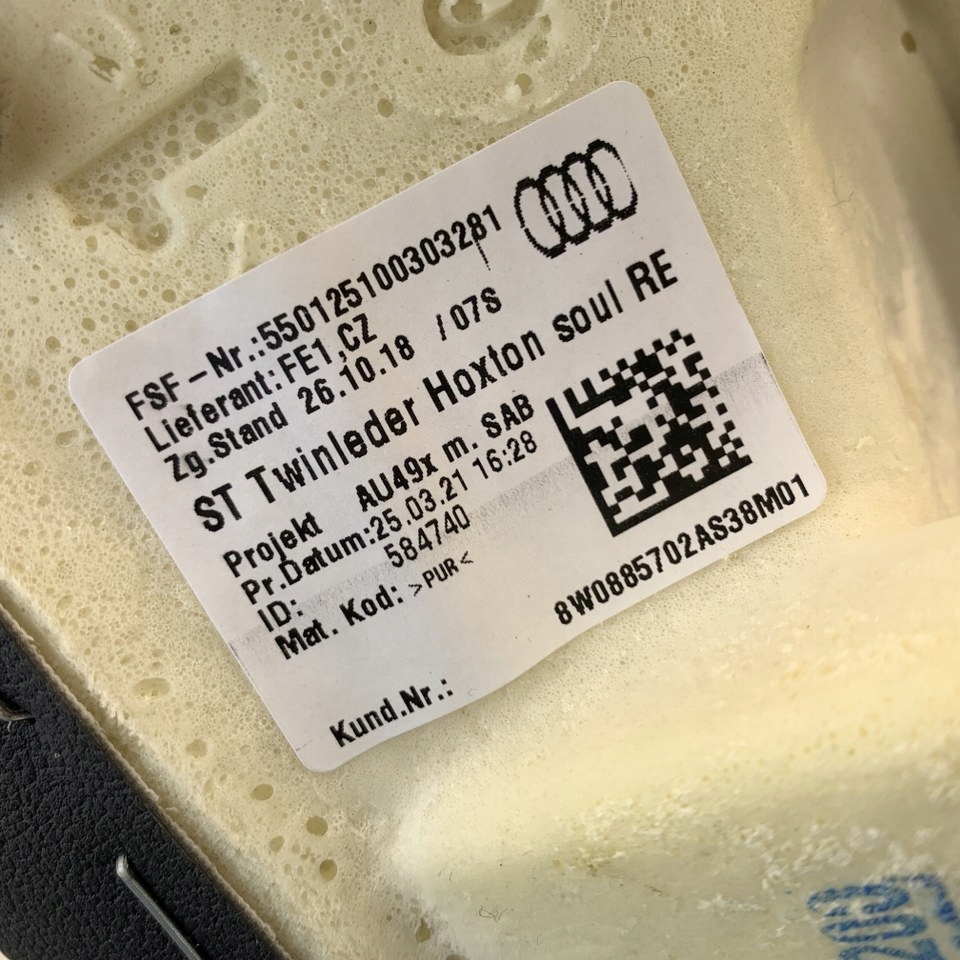 FSF-Nr.:550125100303281
Lieferant:FE1,CZ
Zg.Stand 26.10.18 /07S
ST Twinleder Hoxton soul RE
Projekt AU49x m. SAB
Pr.Datum:25.03.21 16:28
ID: 584740
Mat. Kod: >PUR<
8W0885702AS38M01
Kund.Nr.: